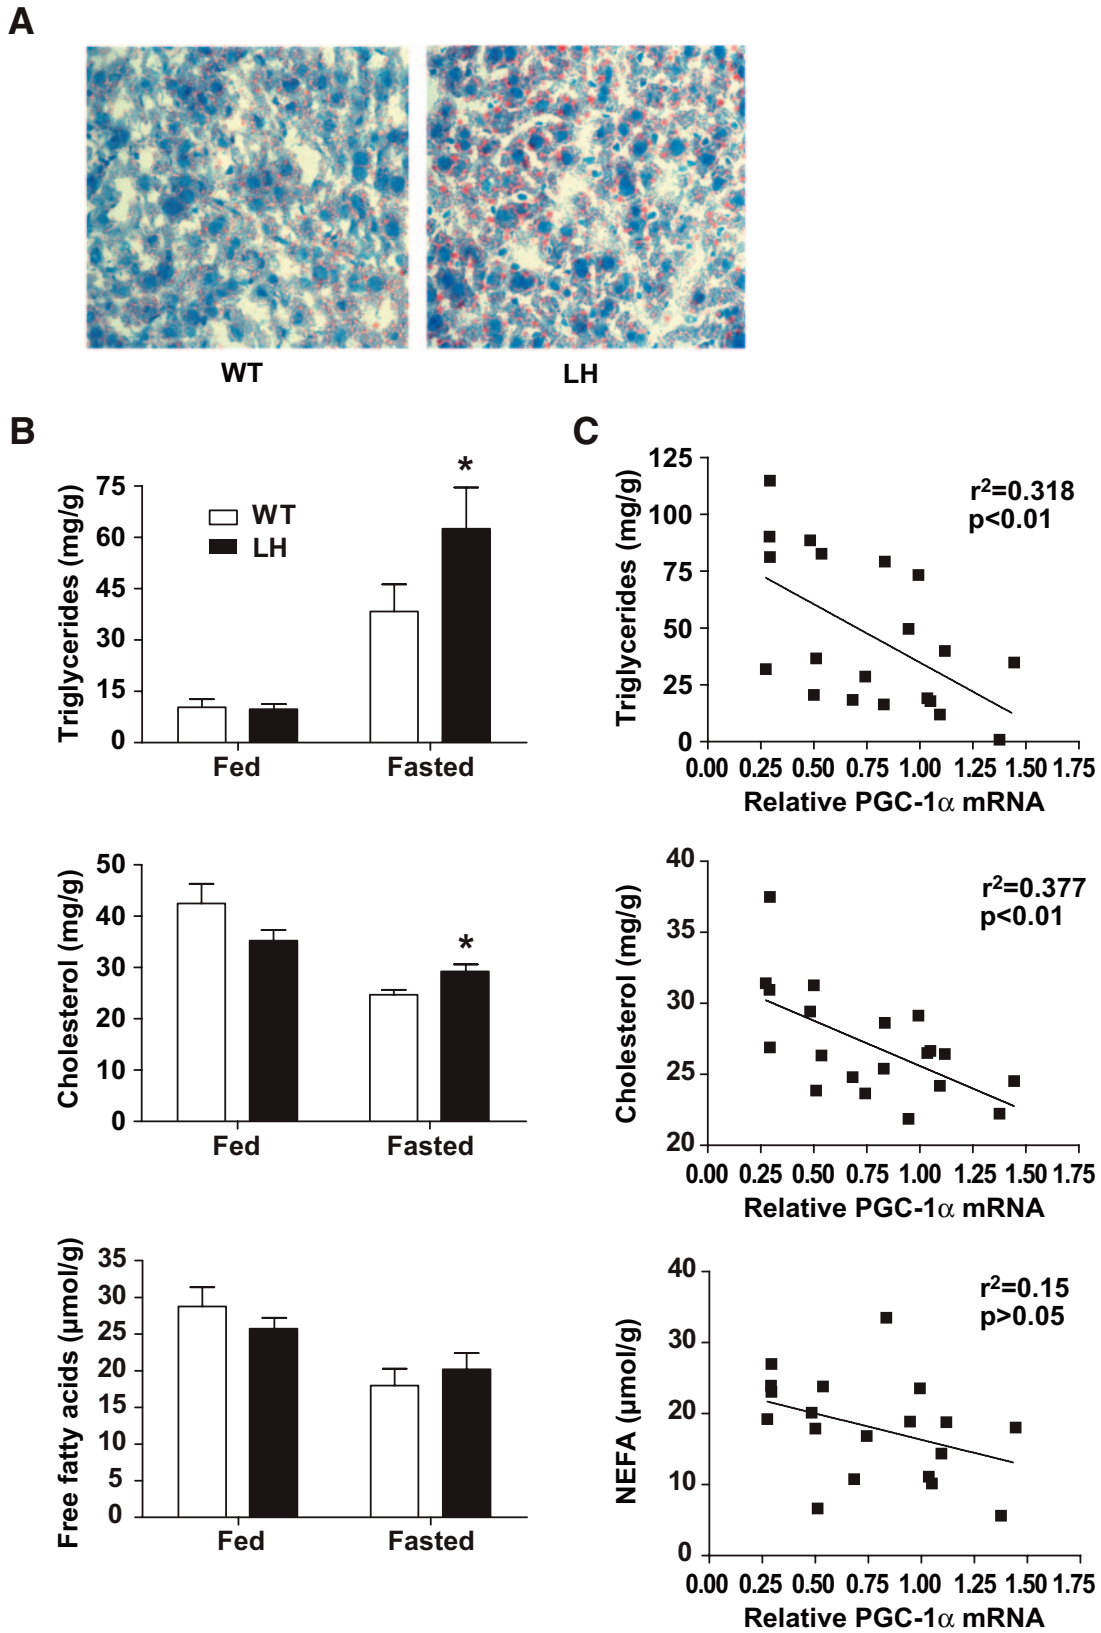 A
WT
LH
B
Triglycerides (mg/g)
75
60
45
30
15
0
WT
LH
*
Fed
Fasted
Cholesterol (mg/g)
50
40
30
20
10
0
*
Fed
Fasted
Free fatty acids (µmol/g)
35
30
25
20
15
10
5
0
Fed
Fasted
C
Triglycerides (mg/g)
125
100
75
50
25
0
r²=0.318
p<0.01
0.00 0.25 0.50 0.75 1.00 1.25 1.50 1.75
Relative PGC-1α mRNA
Cholesterol (mg/g)
40
35
30
25
20
r²=0.377
p<0.01
0.00 0.25 0.50 0.75 1.00 1.25 1.50 1.75
Relative PGC-1α mRNA
NEFA (µmol/g)
40
30
20
10
0
r²=0.15
p>0.05
0.00 0.25 0.50 0.75 1.00 1.25 1.50 1.75
Relative PGC-1α mRNA